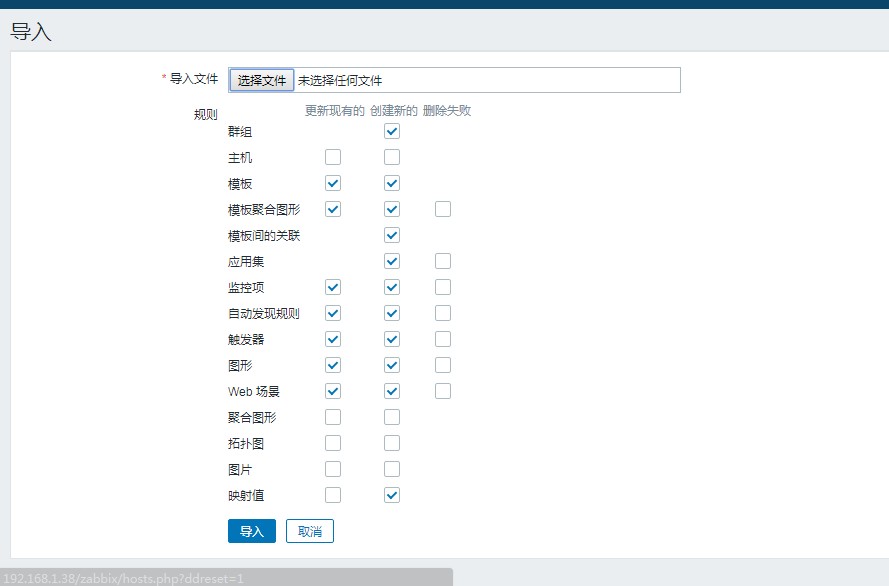 导入
* 导入文件 选择文件 未选择任何文件
规则 更新现有的 创建新的 删除失败
群组
主机
模板
模板聚合图形
模板间的关联
应用集
监控项
自动发现规则
触发器
图形
Web 场景
聚合图形
拓扑图
图片
映射值
导入 取消
192.168.1.38/zabbix/hosts.php?ddreset=1